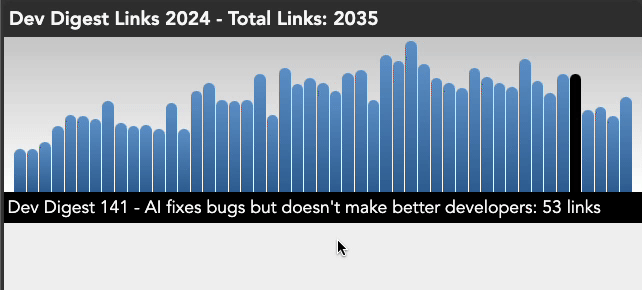 Dev Digest Links 2024 - Total Links: 2035
Dev Digest 141 - AI fixes bugs but doesn't make better developers: 53 links